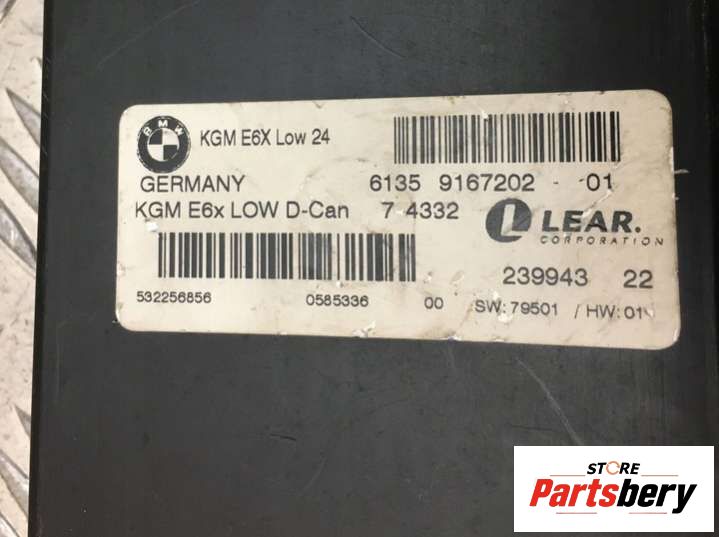 BMW
KGM E6X Low 24
GERMANY
6135 9167202 - 01
KGM E6x LOW D-Can 7 4332
LEAR.
CORPORATION
239943 22
532256856 0585336 00 SW:79501 / HW:01
STORE
Partsbery